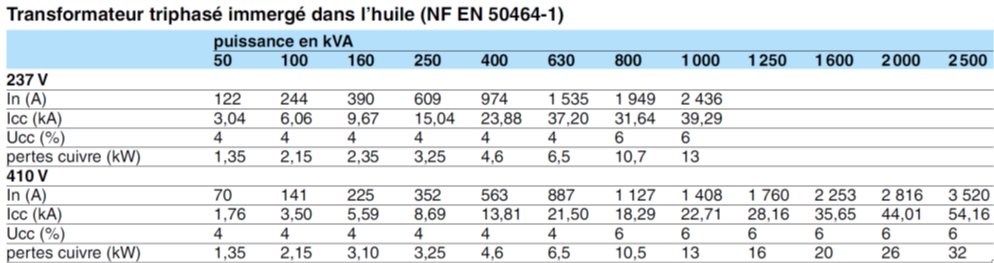 Transformateur triphasé immergé dans l'huile (NF EN 50464-1)
puissance en kVA
50 100 160 250 400 630 800 1 000 1 250 1 600 2 000 2 500
237 V
In (A) 122 244 390 609 974 1 535 1 949 2 436
Icc (kA) 3,04 6,06 9,67 15,04 23,88 37,20 31,64 39,29
Ucc (%) 4 4 4 4 4 4 6 6
pertes cuivre (kW) 1,35 2,15 2,35 3,25 4,6 6,5 10,7 13
410 V
In (A) 70 141 225 352 563 887 1 127 1 408 1 760 2 253 2 816 3 520
Icc (kA) 1,76 3,50 5,59 8,69 13,81 21,50 18,29 22,71 28,16 35,65 44,01 54,16
Ucc (%) 4 4 4 4 4 4 6 6 6 6 6 6
pertes cuivre (kW) 1,35 2,15 3,10 3,25 4,6 6,5 10,5 13 16 20 26 32